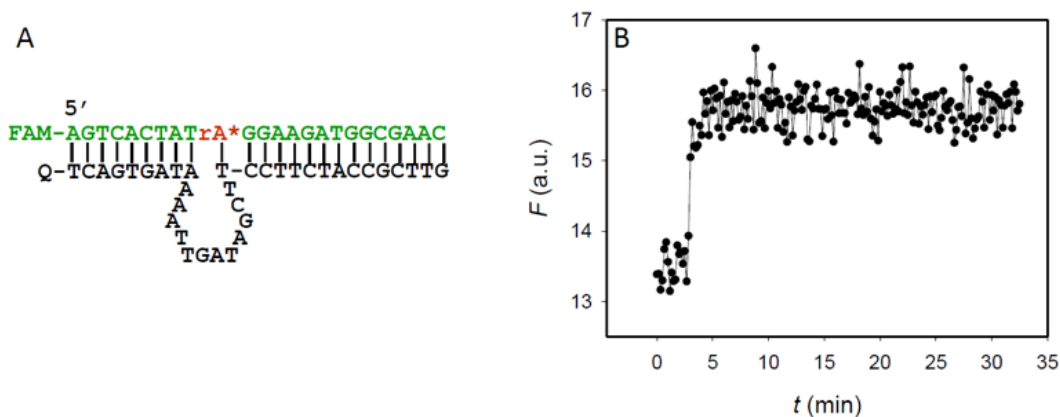 A
5′
FAM-AGTCACTATrA*GGAAGATGGCGAAC
Q-TCAGTGATA T-CCTTCTACCGCTTG
A T
A C
A G
T A
TGAT
B
17
16
15
14
13
F (a.u.)
0 5 10 15 20 25 30 35
t (min)